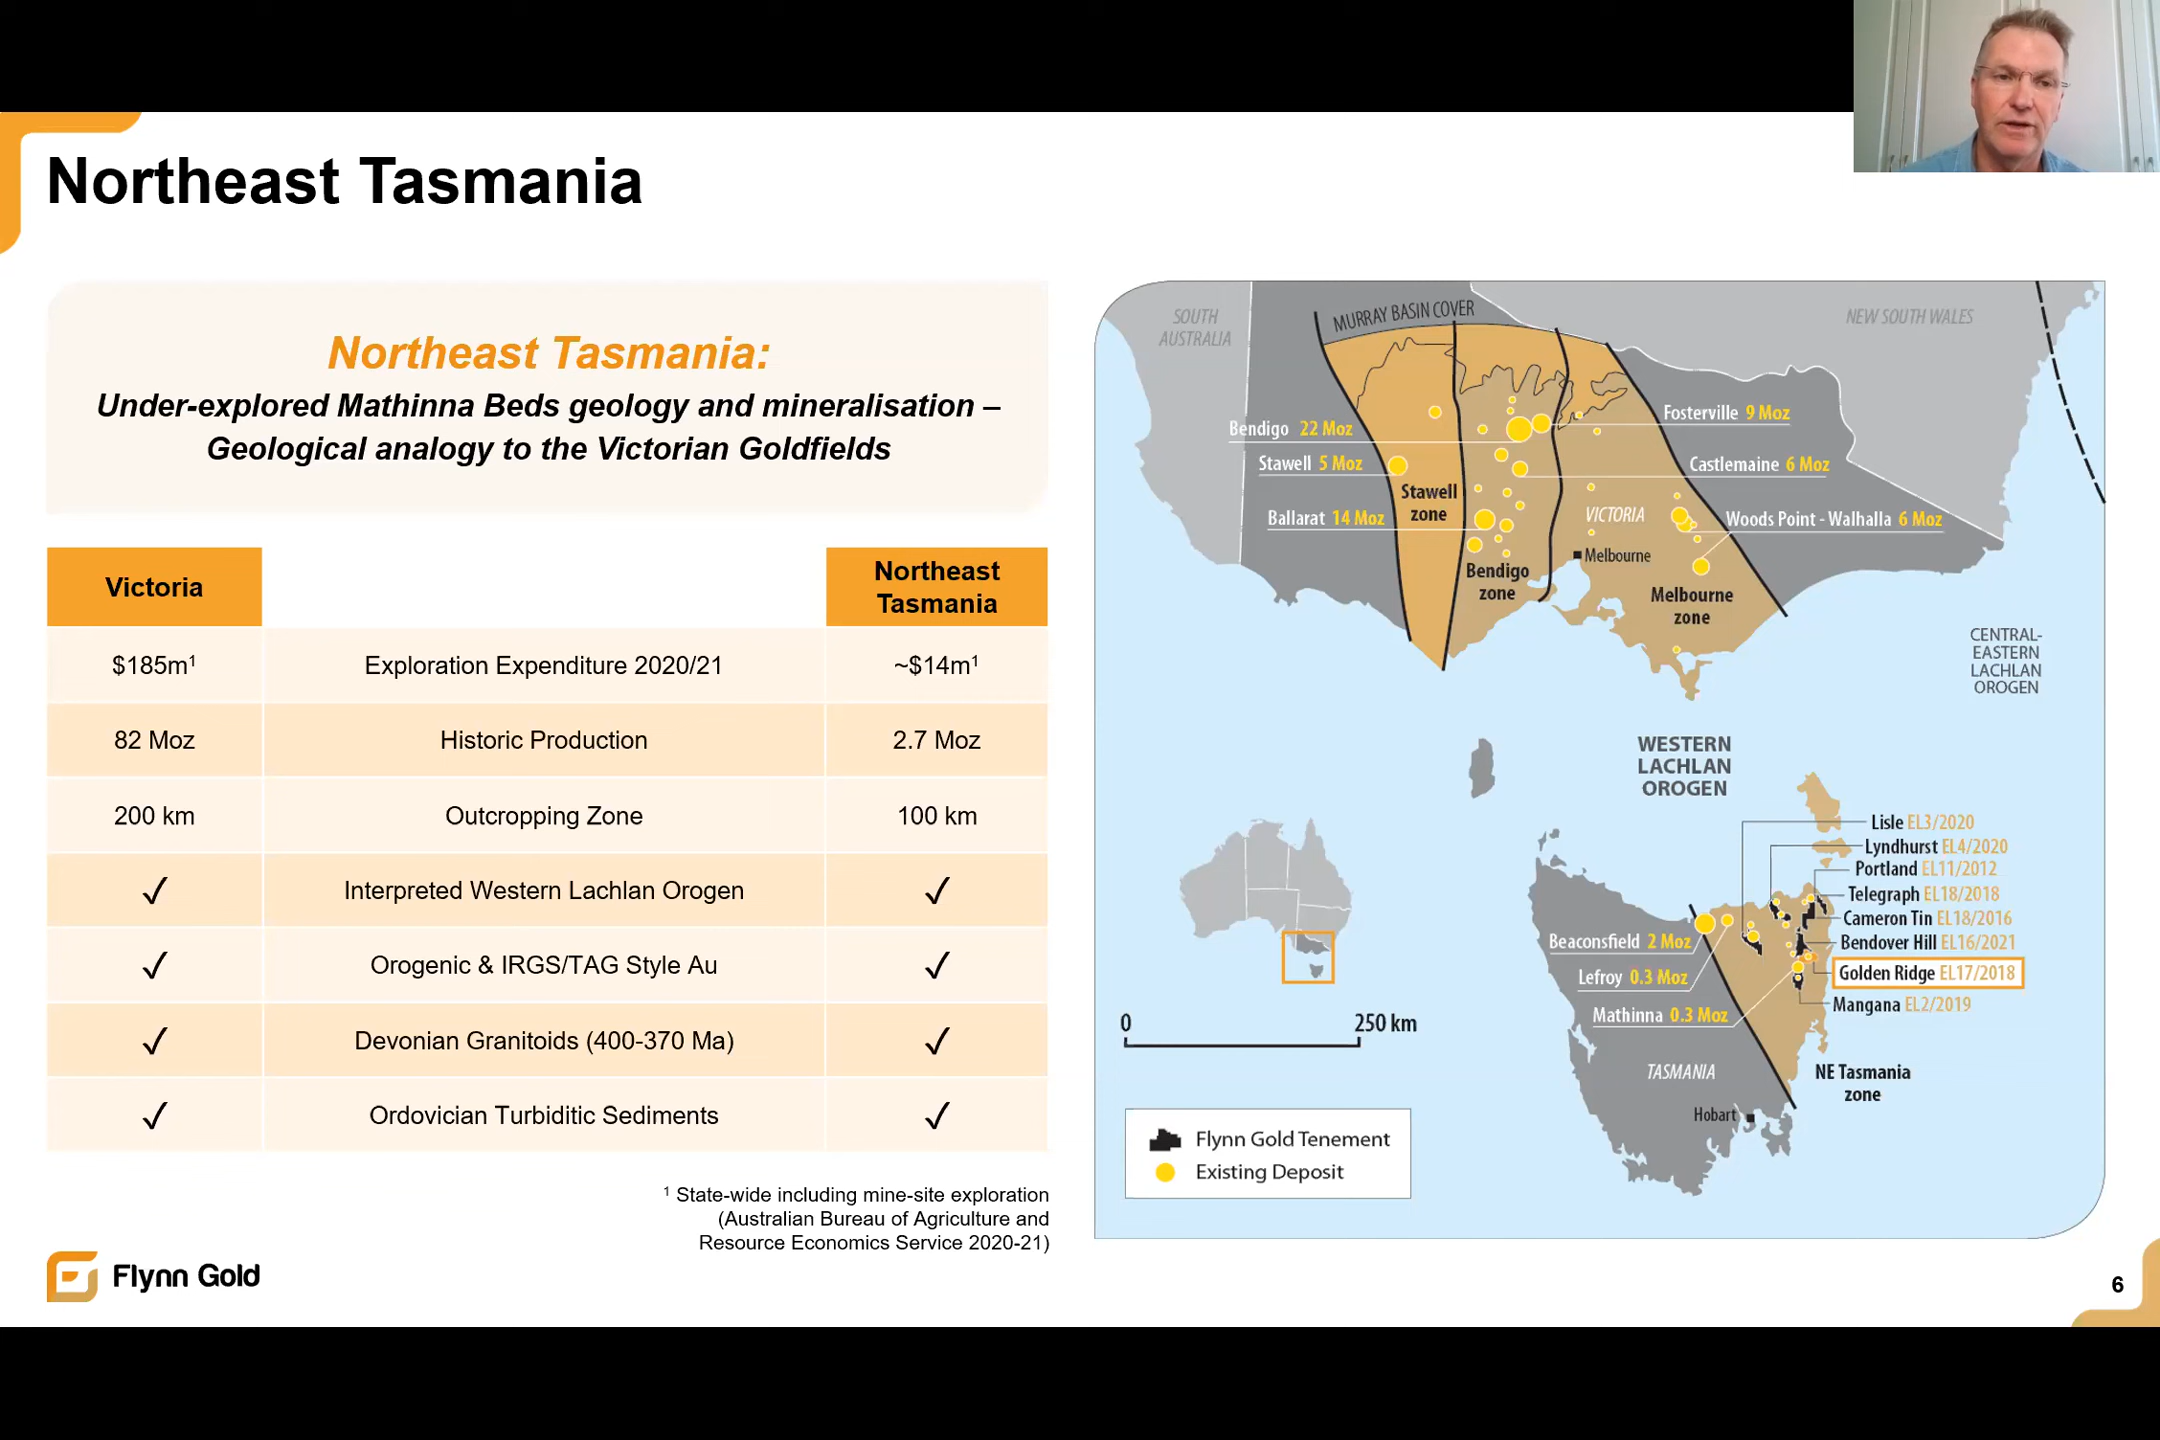 Northeast Tasmania
Northeast Tasmania:
Under-explored Mathinna Beds geology and mineralisation –
Geological analogy to the Victorian Goldfields
Victoria
Northeast
Tasmania
$185m¹ Exploration Expenditure 2020/21 ~$14m¹
82 Moz Historic Production 2.7 Moz
200 km Outcropping Zone 100 km
✓ Interpreted Western Lachlan Orogen ✓
✓ Orogenic & IRGS/TAG Style Au ✓
✓ Devonian Granitoids (400-370 Ma) ✓
✓ Ordovician Turbiditic Sediments ✓
¹ State-wide including mine-site exploration
(Australian Bureau of Agriculture and
Resource Economics Service 2020-21)
SOUTH
AUSTRALIA
MURRAY BASIN COVER
NEW SOUTH WALES
Bendigo 22 Moz
Stawell 5 Moz
Ballarat 14 Moz
Fosterville 9 Moz
Castlemaine 6 Moz
Woods Point - Walhalla 6 Moz
Stawell
zone
VICTORIA
Melbourne
Bendigo
zone
Melbourne
zone
CENTRAL-
EASTERN
LACHLAN
OROGEN
WESTERN
LACHLAN
OROGEN
Lisle EL3/2020
Lyndhurst EL4/2020
Portland EL11/2012
Telegraph EL18/2018
Cameron Tin EL18/2016
Bendover Hill EL16/2021
Golden Ridge EL17/2018
Mangana EL2/2019
Beaconsfield 2 Moz
Lefroy 0.3 Moz
Mathinna 0.3 Moz
TASMANIA
NE Tasmania
zone
Hobart
0 250 km
Flynn Gold Tenement
Existing Deposit
Flynn Gold
6